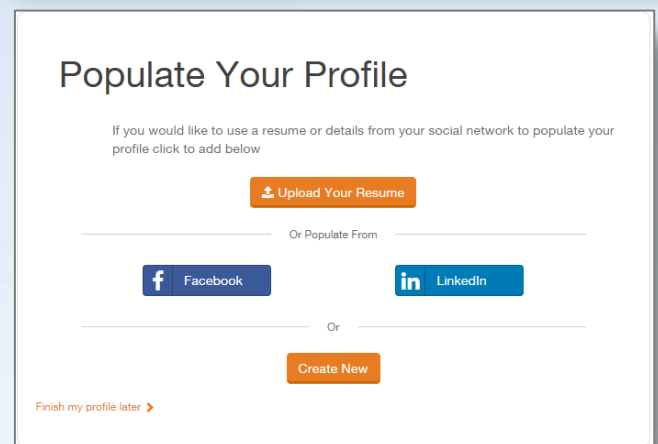 Populate Your Profile
If you would like to use a resume or details from your social network to populate your
profile click to add below
Upload Your Resume
Or Populate From
f Facebook
in LinkedIn
Or
Create New
Finish my profile later